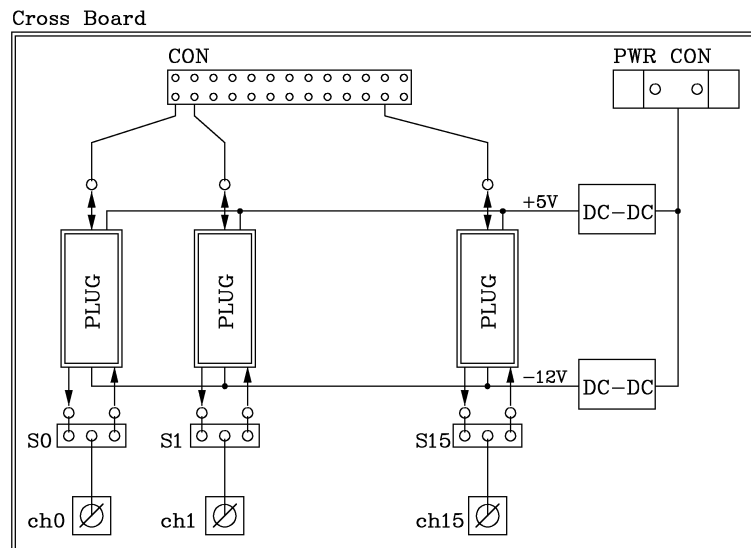 Cross Board
CON
PWR CON
+5V
DC-DC
PLUG
PLUG
PLUG
-12V
DC-DC
S0
S1
S15
ch0
ch1
ch15